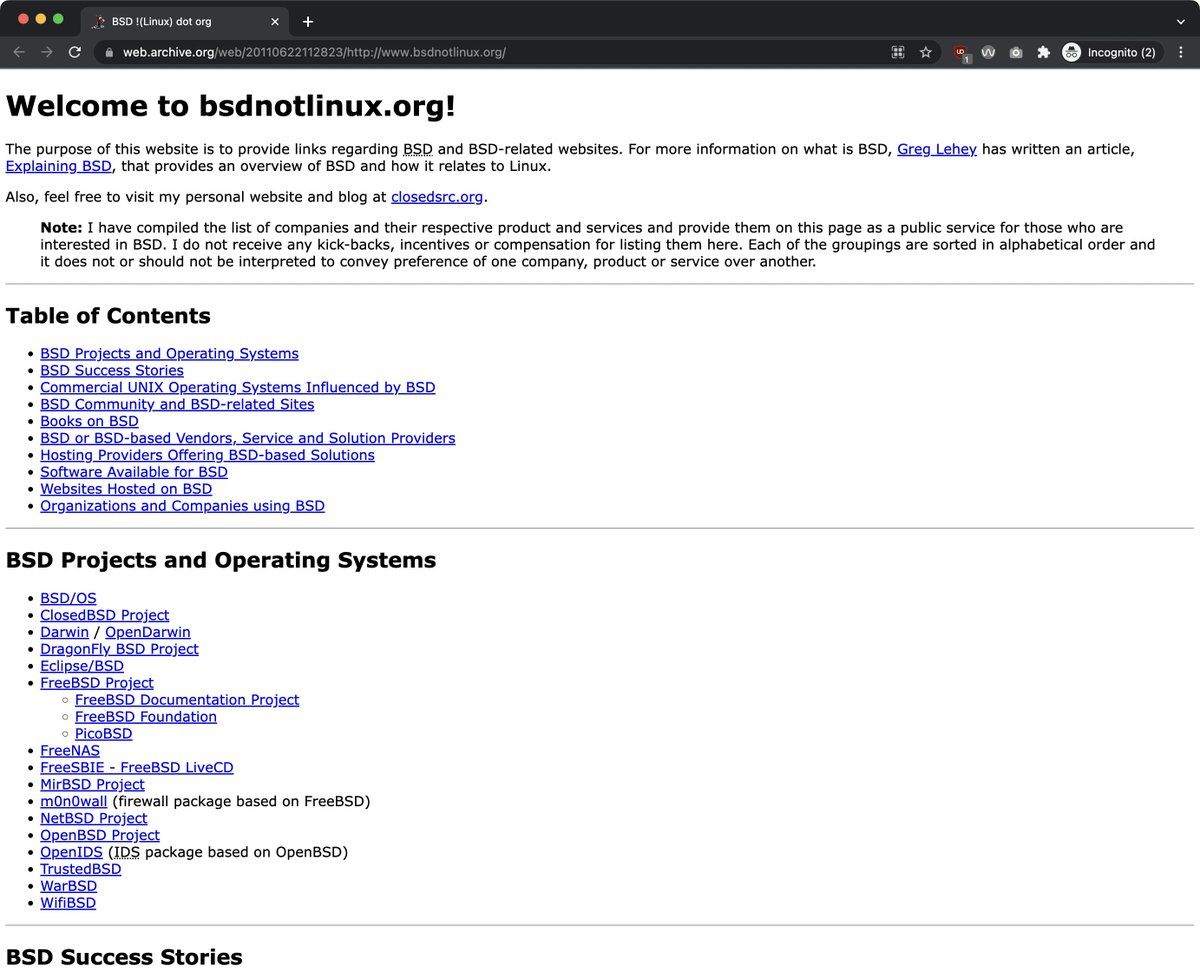 BSD !(Linux) dot org
web.archive.org/web/20110622112823/http://www.bsdnotlinux.org/
1
Incognito (2)
Welcome to bsdnotlinux.org!
The purpose of this website is to provide links regarding BSD and BSD-related websites. For more information on what is BSD, Greg Lehey has written an article,
Explaining BSD, that provides an overview of BSD and how it relates to Linux.
Also, feel free to visit my personal website and blog at closedsrc.org.
Note: I have compiled the list of companies and their respective product and services and provide them on this page as a public service for those who are
interested in BSD. I do not receive any kick-backs, incentives or compensation for listing them here. Each of the groupings are sorted in alphabetical order and
it does not or should not be interpreted to convey preference of one company, product or service over another.
Table of Contents
• BSD Projects and Operating Systems
• BSD Success Stories
• Commercial UNIX Operating Systems Influenced by BSD
• BSD Community and BSD-related Sites
• Books on BSD
• BSD or BSD-based Vendors, Service and Solution Providers
• Hosting Providers Offering BSD-based Solutions
• Software Available for BSD
• Websites Hosted on BSD
• Organizations and Companies using BSD
BSD Projects and Operating Systems
• BSD/OS
• ClosedBSD Project
• Darwin / OpenDarwin
• DragonFly BSD Project
• Eclipse/BSD
• FreeBSD Project
◦ FreeBSD Documentation Project
◦ FreeBSD Foundation
◦ PicoBSD
• FreeNAS
• FreeSBIE - FreeBSD LiveCD
• MirBSD Project
• m0n0wall (firewall package based on FreeBSD)
• NetBSD Project
• OpenBSD Project
• OpenIDS (IDS package based on OpenBSD)
• TrustedBSD
• WarBSD
• WifiBSD
BSD Success Stories